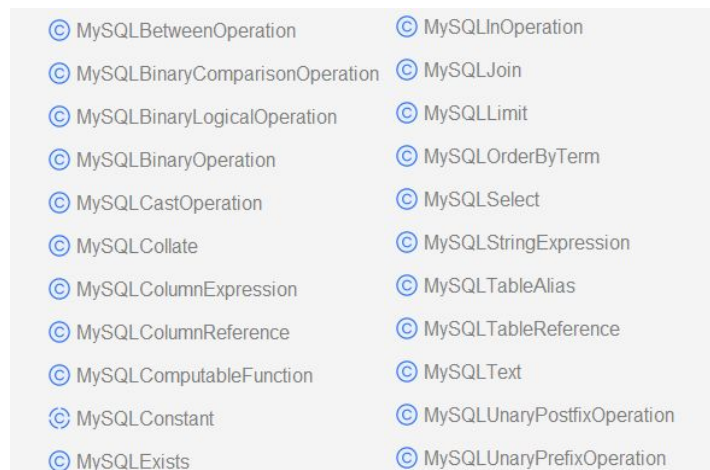 MySQLBetweenOperation
MySQLBinaryComparisonOperation
MySQLBinaryLogicalOperation
MySQLBinaryOperation
MySQLCastOperation
MySQLCollate
MySQLColumnExpression
MySQLColumnReference
MySQLComputableFunction
MySQLConstant
MySQLExists
MySQLInOperation
MySQLJoin
MySQLLimit
MySQLOrderByTerm
MySQLSelect
MySQLStringExpression
MySQLTableAlias
MySQLTableReference
MySQLText
MySQLUnaryPostfixOperation
MySQLUnaryPrefixOperation